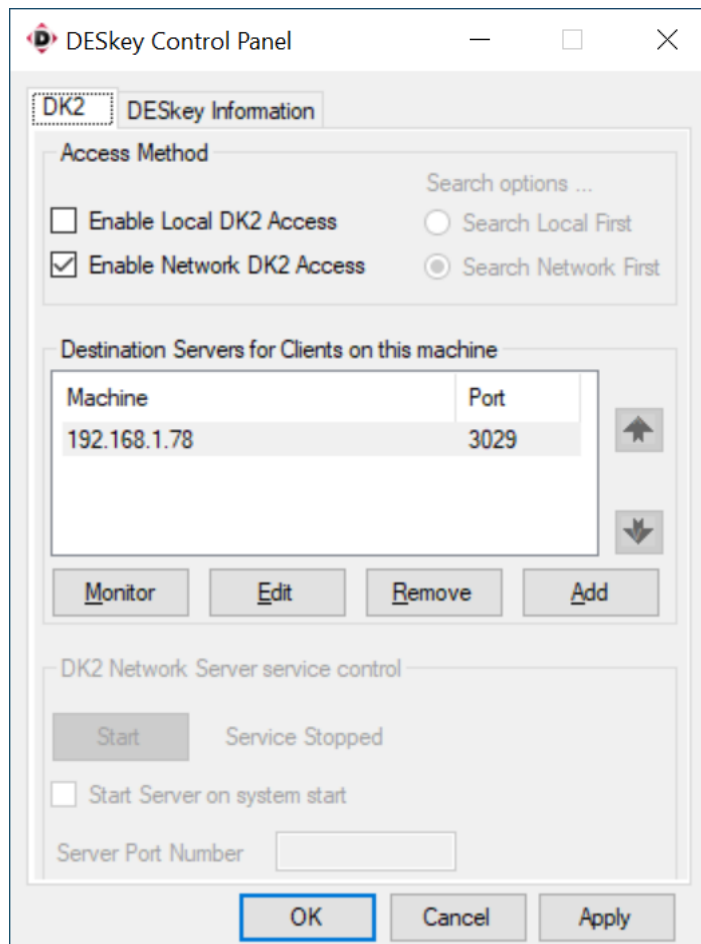 DESkey Control Panel
DK2 DESkey Information
Access Method
Search options ...
Enable Local DK2 Access
Search Local First
Enable Network DK2 Access
Search Network First
Destination Servers for Clients on this machine
Machine Port
192.168.1.78 3029
Monitor Edit Remove Add
DK2 Network Server service control
Start Service Stopped
Start Server on system start
Server Port Number
OK Cancel Apply